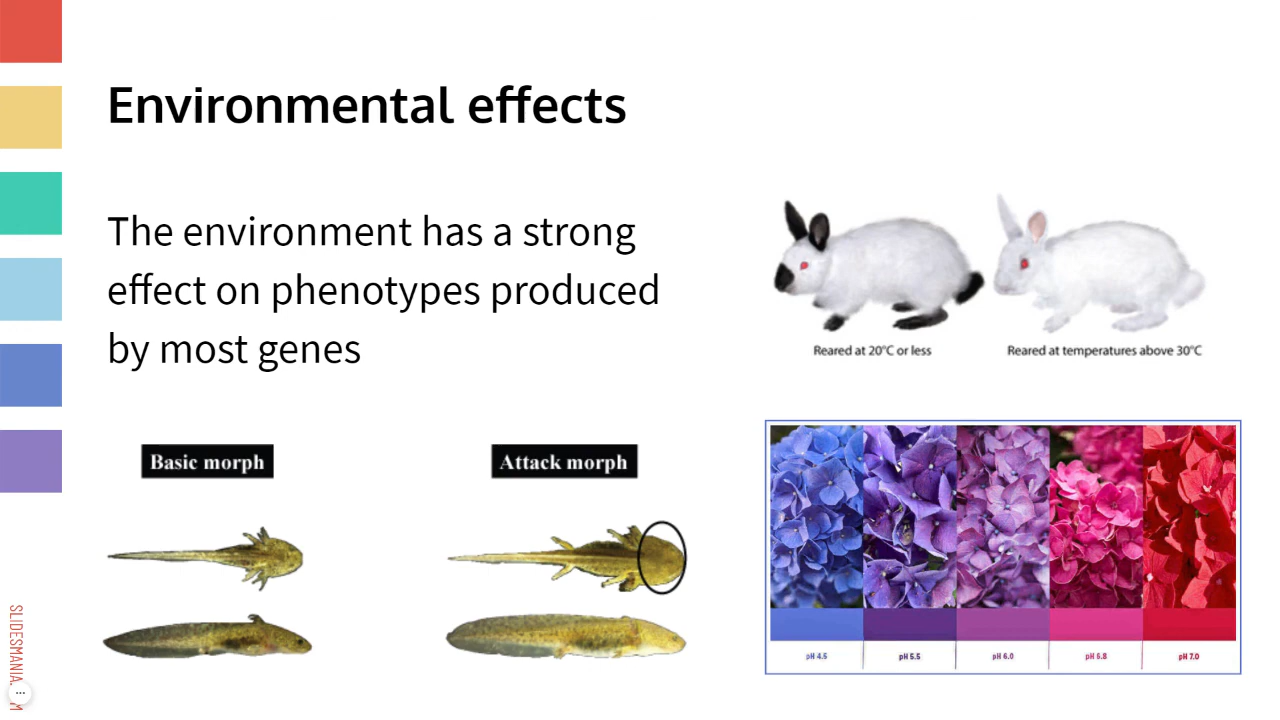 Environmental effects
The environment has a strong
effect on phenotypes produced
by most genes
Reared at 20°C or less
Reared at temperatures above 30°C
Basic morph
Attack morph
pH 4.5
pH 5.5
pH 6.0
pH 6.8
pH 7.0
SLIDESMANIA.